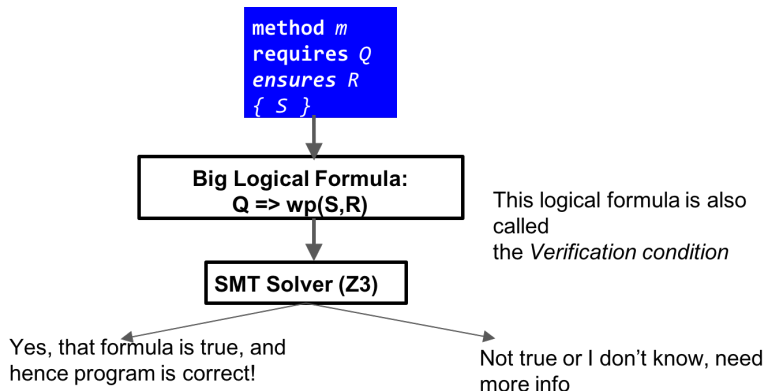 method m
requires Q
ensures R
{ S }
Big Logical Formula:
Q => wp(S,R)
This logical formula is also
called
the Verification condition
SMT Solver (Z3)
Yes, that formula is true, and
hence program is correct!
Not true or I don't know, need
more info